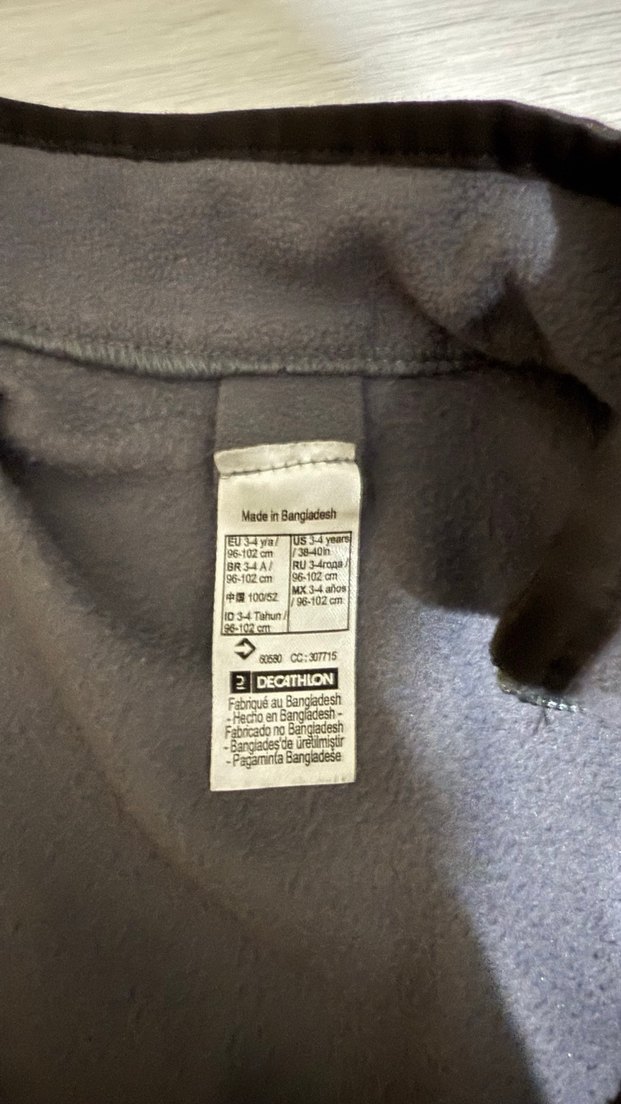 Made in Bangladesh
EU 3-4 y/a /
96-102 cm
BR 3-4 A /
96-102 cm
中国 100/52
ID 3-4 Tahun /
96-102 cm
US 3-4 years
/ 38-40in
RU 3-4года /
96-102 cm
MX 3-4 años
/ 96-102 cm
60580 CC: 307715
DECATHLON
Fabriqué au Bangladesh
- Hecho en Bangladesh -
Fabricado no Bangladesh
- Banglades'de üretilmiştir
- Pagaminta Bangladeše